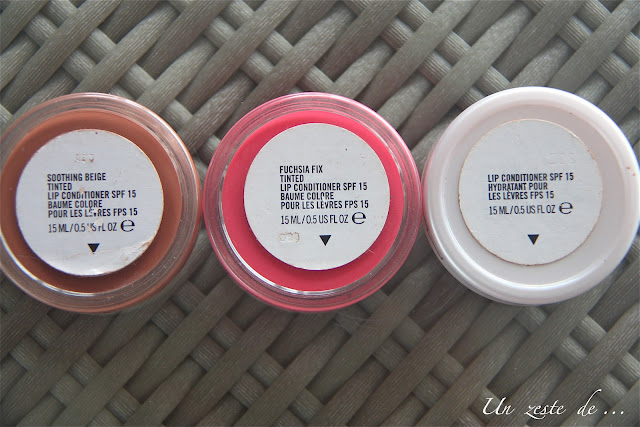 SOOTHING BEIGE
TINTED
LIP CONDITIONER SPF 15
BAUME COLORE
POUR LES LÈVRES FPS 15
15 ML/0.5 US FL OZ e
FUCHSIA FIX
TINTED
LIP CONDITIONER SPF 15
BAUME COLORE
POUR LES LÈVRES FPS 15
15 ML/0.5 US FL OZ e
LIP CONDITIONER SPF 15
HYDRATANT POUR
LES LÈVRES FPS 15
15 ML/0.5 US FL OZ e
Un zeste de ...